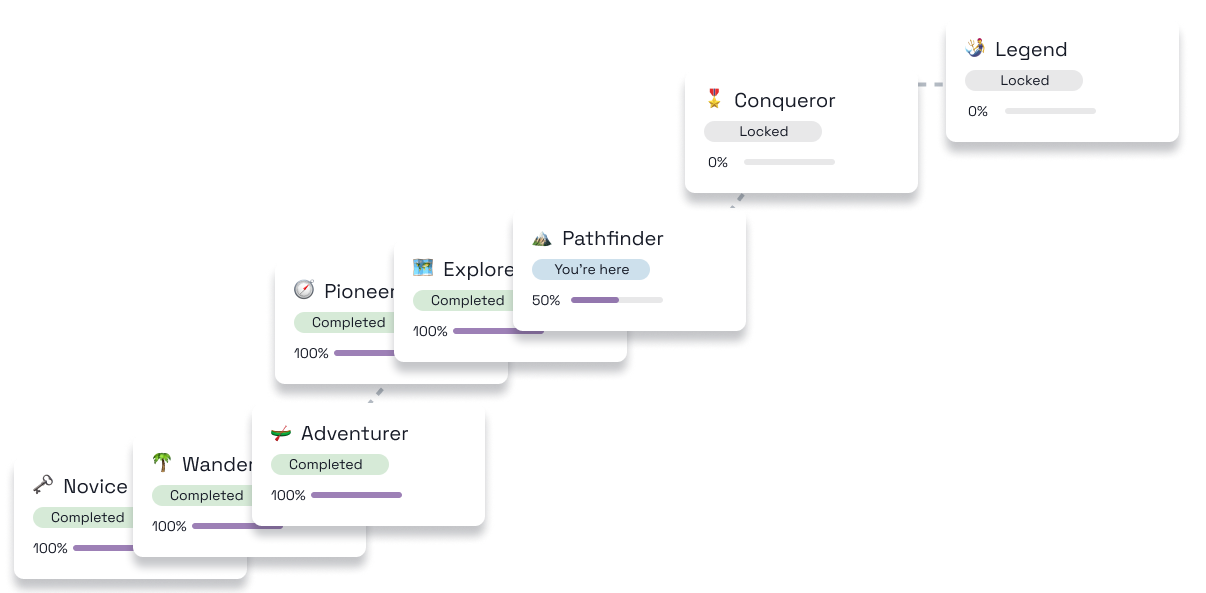 Legend
Locked
0%
Conqueror
Locked
0%
Pathfinder
You're here
50%
Explore
Completed
100%
Pioneer
Completed
100%
Adventurer
Completed
100%
Wander
Completed
100%
Novice
Completed
100%